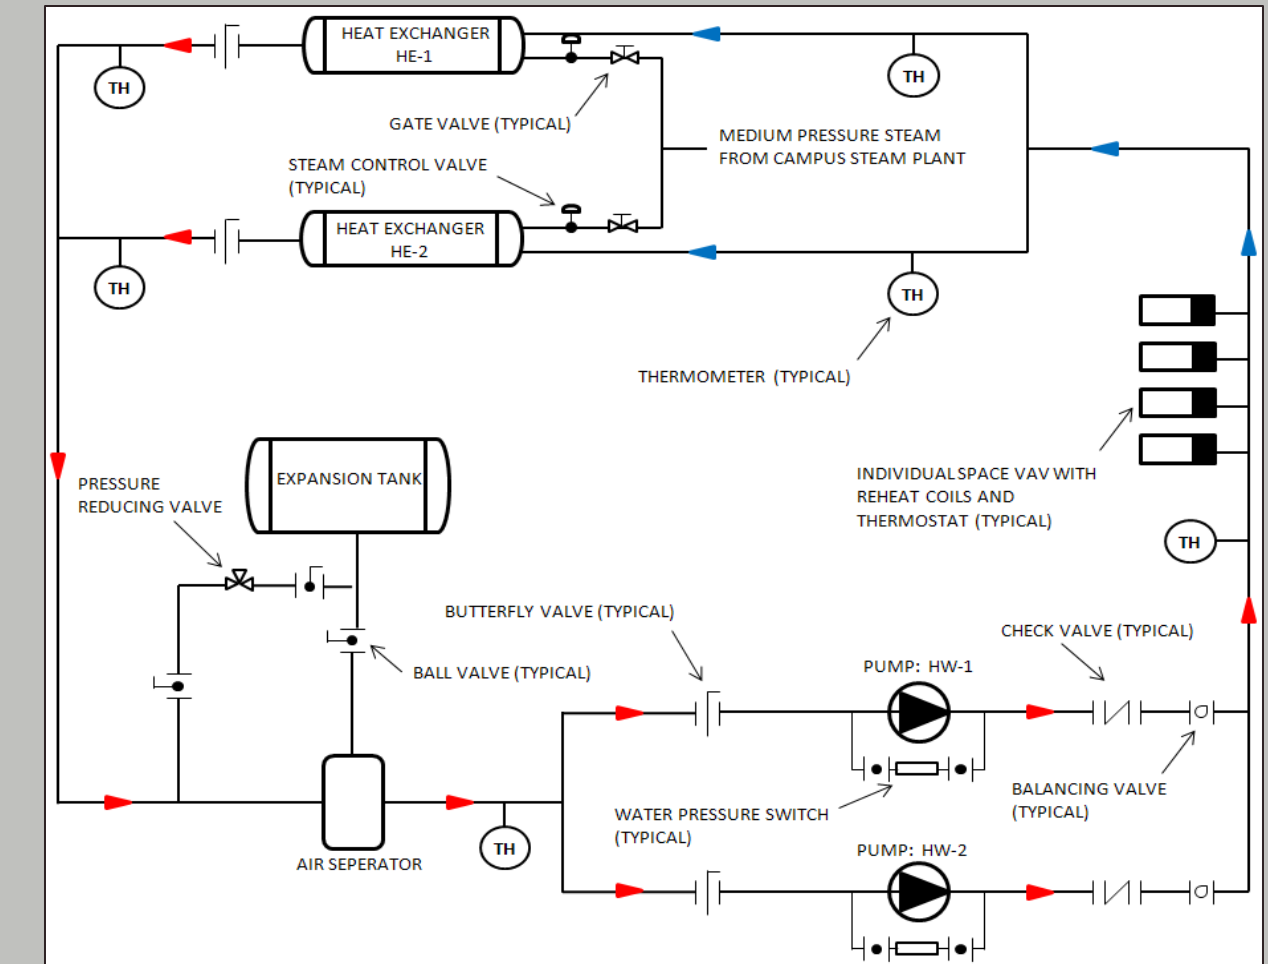 HEAT EXCHANGER
HE-1
TH
TH
GATE VALVE (TYPICAL)
MEDIUM PRESSURE STEAM
FROM CAMPUS STEAM PLANT
STEAM CONTROL VALVE
(TYPICAL)
HEAT EXCHANGER
HE-2
TH
TH
THERMOMETER (TYPICAL)
EXPANSION TANK
PRESSURE
REDUCING VALVE
INDIVIDUAL SPACE VAV WITH
REHEAT COILS AND
THERMOSTAT (TYPICAL)
TH
BUTTERFLY VALVE (TYPICAL)
CHECK VALVE (TYPICAL)
BALL VALVE (TYPICAL)
PUMP: HW-1
BALANCING VALVE
(TYPICAL)
WATER PRESSURE SWITCH
(TYPICAL)
TH
AIR SEPERATOR
PUMP: HW-2